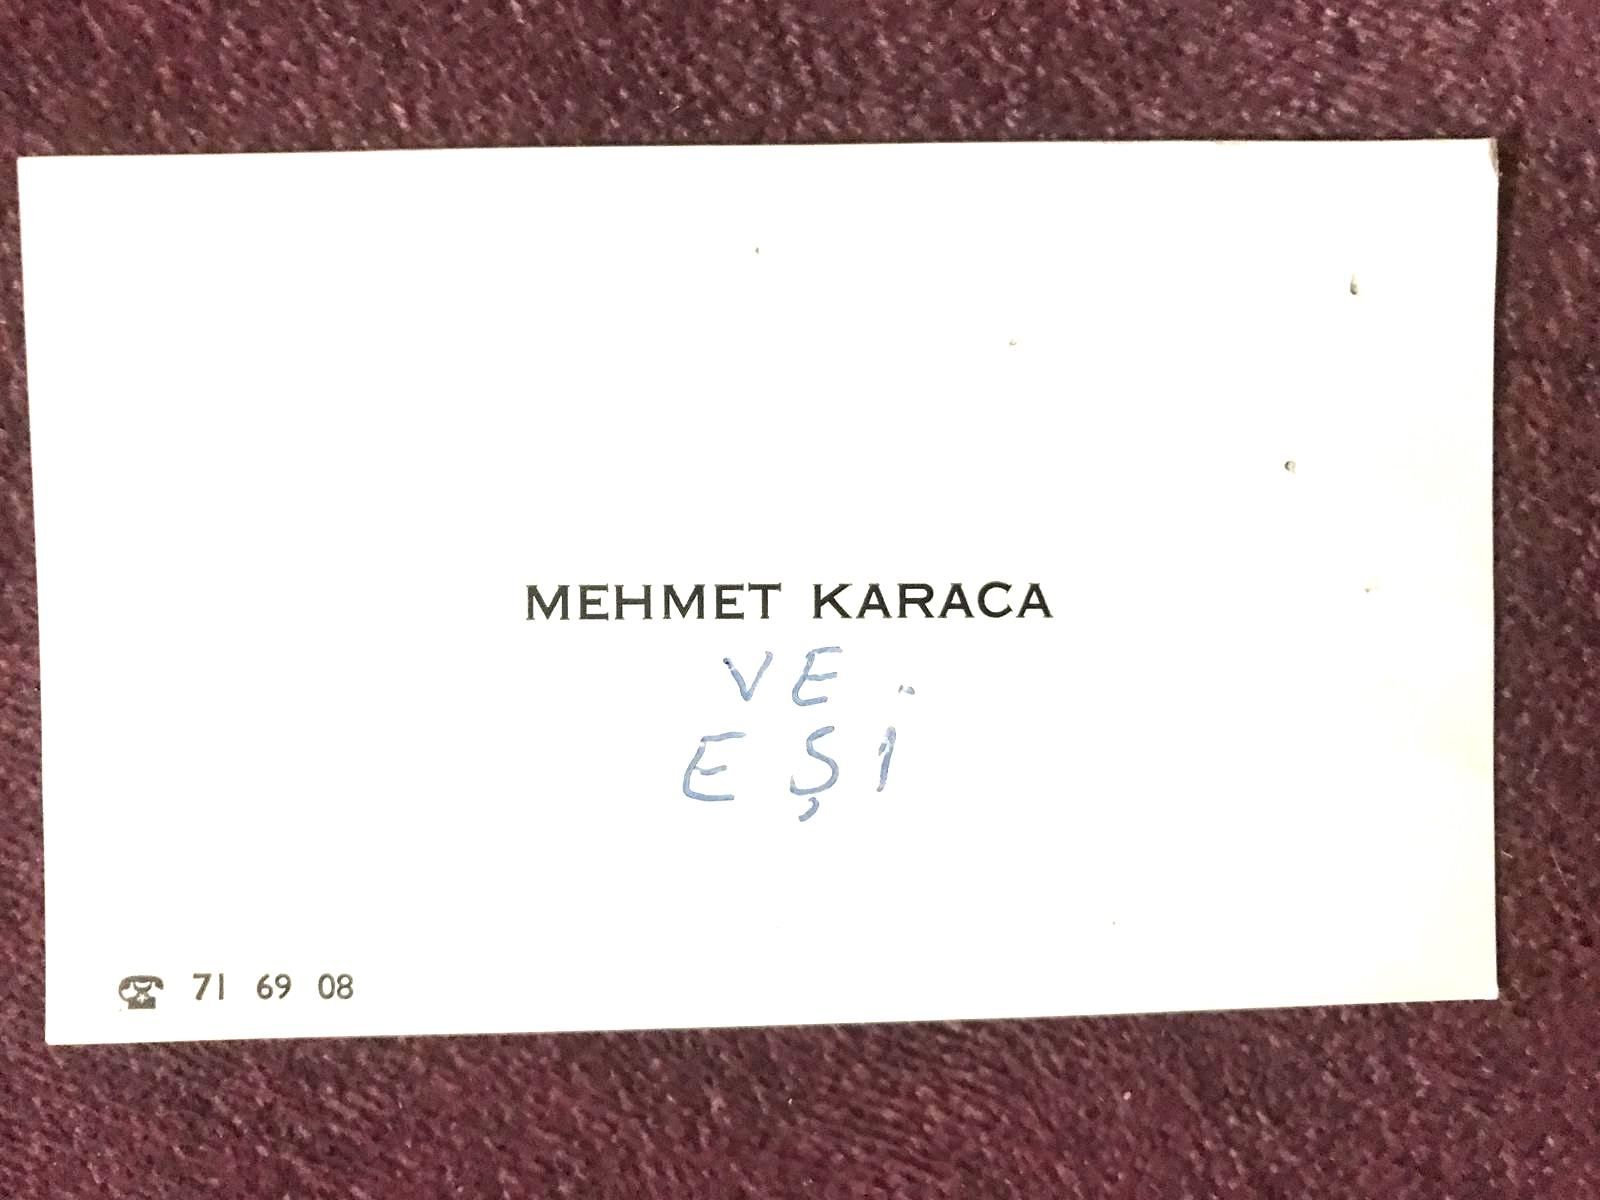 MEHMET KARACA
VE
EŞİ
☎ 71 69 08